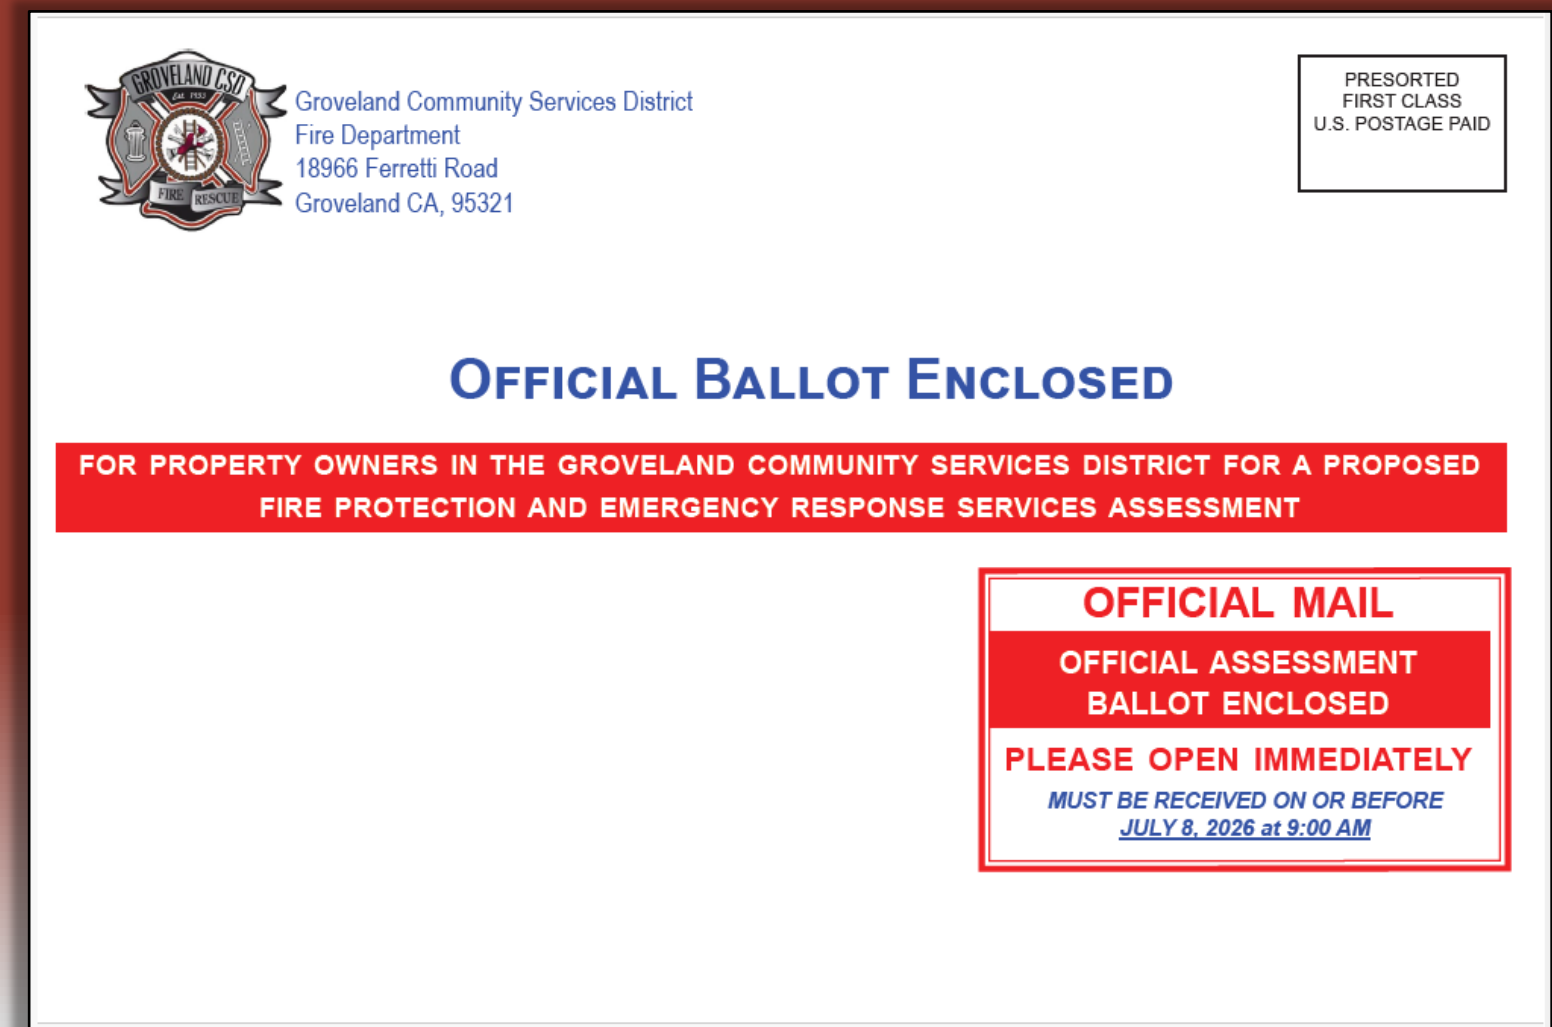 GROVELAND CSD
Est. 1953
FIRE RESCUE
Groveland Community Services District
Fire Department
18966 Ferretti Road
Groveland CA, 95321
PRESORTED
FIRST CLASS
U.S. POSTAGE PAID
OFFICIAL BALLOT ENCLOSED
FOR PROPERTY OWNERS IN THE GROVELAND COMMUNITY SERVICES DISTRICT FOR A PROPOSED
FIRE PROTECTION AND EMERGENCY RESPONSE SERVICES ASSESSMENT
OFFICIAL MAIL
OFFICIAL ASSESSMENT
BALLOT ENCLOSED
PLEASE OPEN IMMEDIATELY
MUST BE RECEIVED ON OR BEFORE
JULY 8, 2026 at 9:00 AM